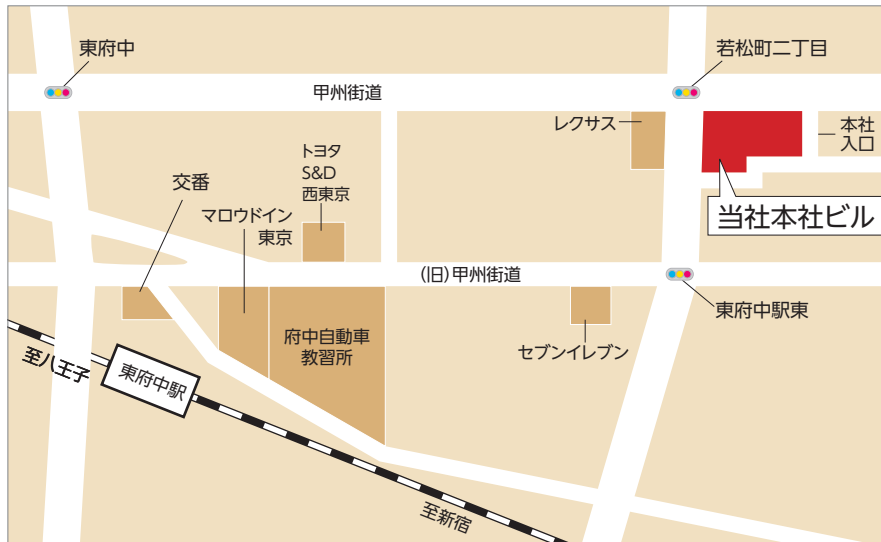 東府中
若松町二丁目
甲州街道
レクサス
本社
入口
トヨタ
S&D
西東京
交番
マロウドイン
東京
当社本社ビル
(旧)甲州街道
東府中駅東
府中自動車
教習所
セブンイレブン
至八王子
東府中駅
至新宿